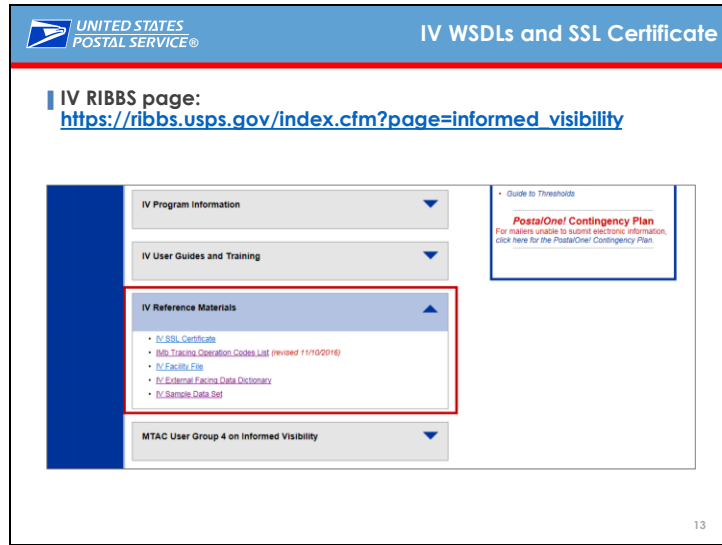 UNITED STATES
POSTAL SERVICE®
IV WSDLs and SSL Certificate
IV RIBBS page:
https://ribbs.usps.gov/index.cfm?page=informed_visibility
IV Program Information
IV User Guides and Training
IV Reference Materials
• IV SSL Certificate
• IMb Tracing Operation Codes List (revised 11/10/2016)
• IV Facility File
• IV External Facing Data Dictionary
• IV Sample Data Set
MTAC User Group 4 on Informed Visibility
• Guide to Thresholds
PostalOne! Contingency Plan
For mailers unable to submit electronic information,
click here for the PostalOne! Contingency Plan.
13